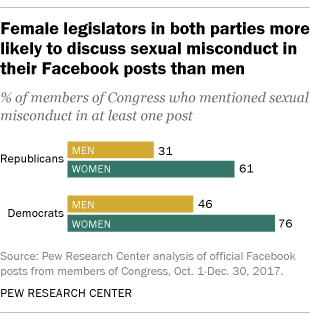 Female legislators in both parties more
likely to discuss sexual misconduct in
their Facebook posts than men
% of members of Congress who mentioned sexual
misconduct in at least one post
Republicans
MEN 31
WOMEN 61
Democrats
MEN 46
WOMEN 76
Source: Pew Research Center analysis of official Facebook
posts from members of Congress, Oct. 1-Dec. 30, 2017.
PEW RESEARCH CENTER